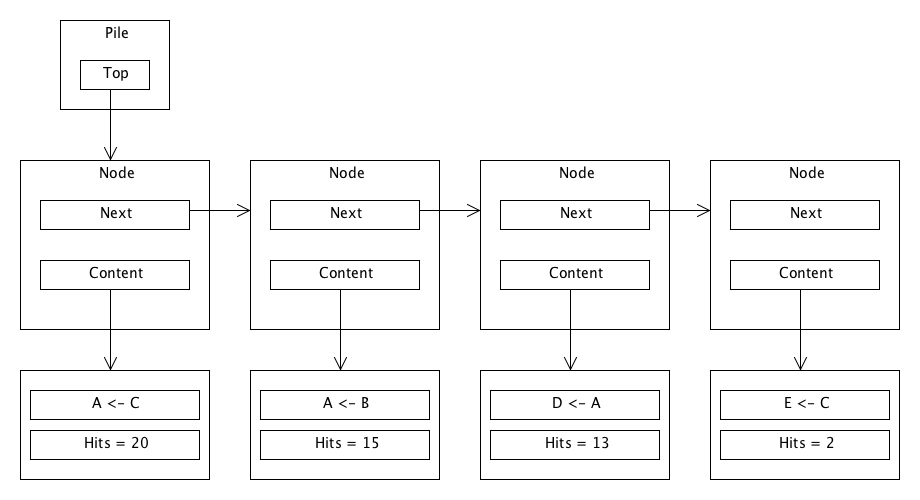 Pile
Top
Node
Node
Node
Node
Next
Next
Next
Next
Content
Content
Content
Content
A <- C
A <- B
D <- A
E <- C
Hits = 20
Hits = 15
Hits = 13
Hits = 2